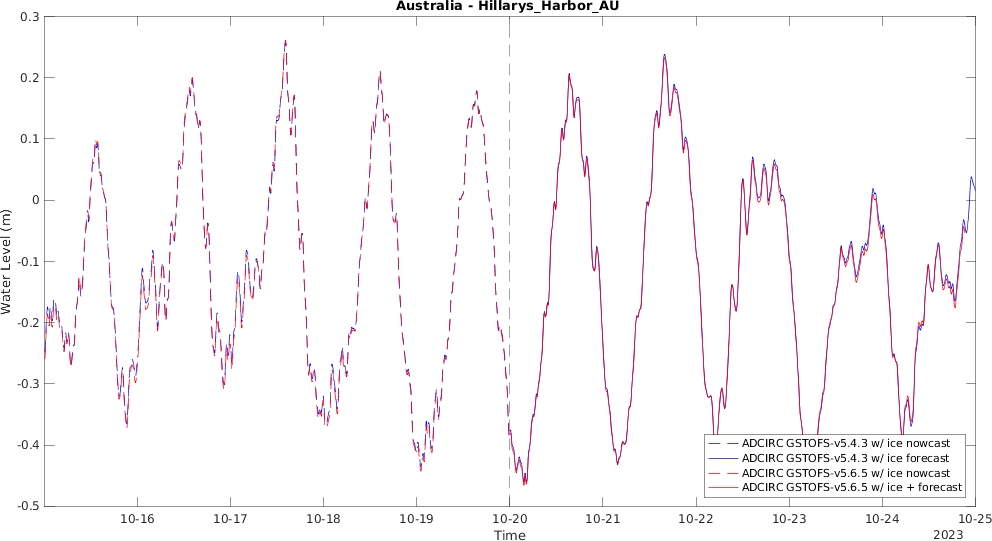 Australia - Hillarys_Harbor_AU
0.3
0.2
0.1
0
-0.1
-0.2
-0.3
-0.4
-0.5
Water Level (m)
ADCIRC GSTOFS-v5.4.3 w/ ice nowcast
ADCIRC GSTOFS-v5.4.3 w/ ice forecast
ADCIRC GSTOFS-v5.6.5 w/ ice nowcast
ADCIRC GSTOFS-v5.6.5 w/ ice + forecast
10-16 10-17 10-18 10-19 10-20 10-21 10-22 10-23 10-24 10-25
Time
2023